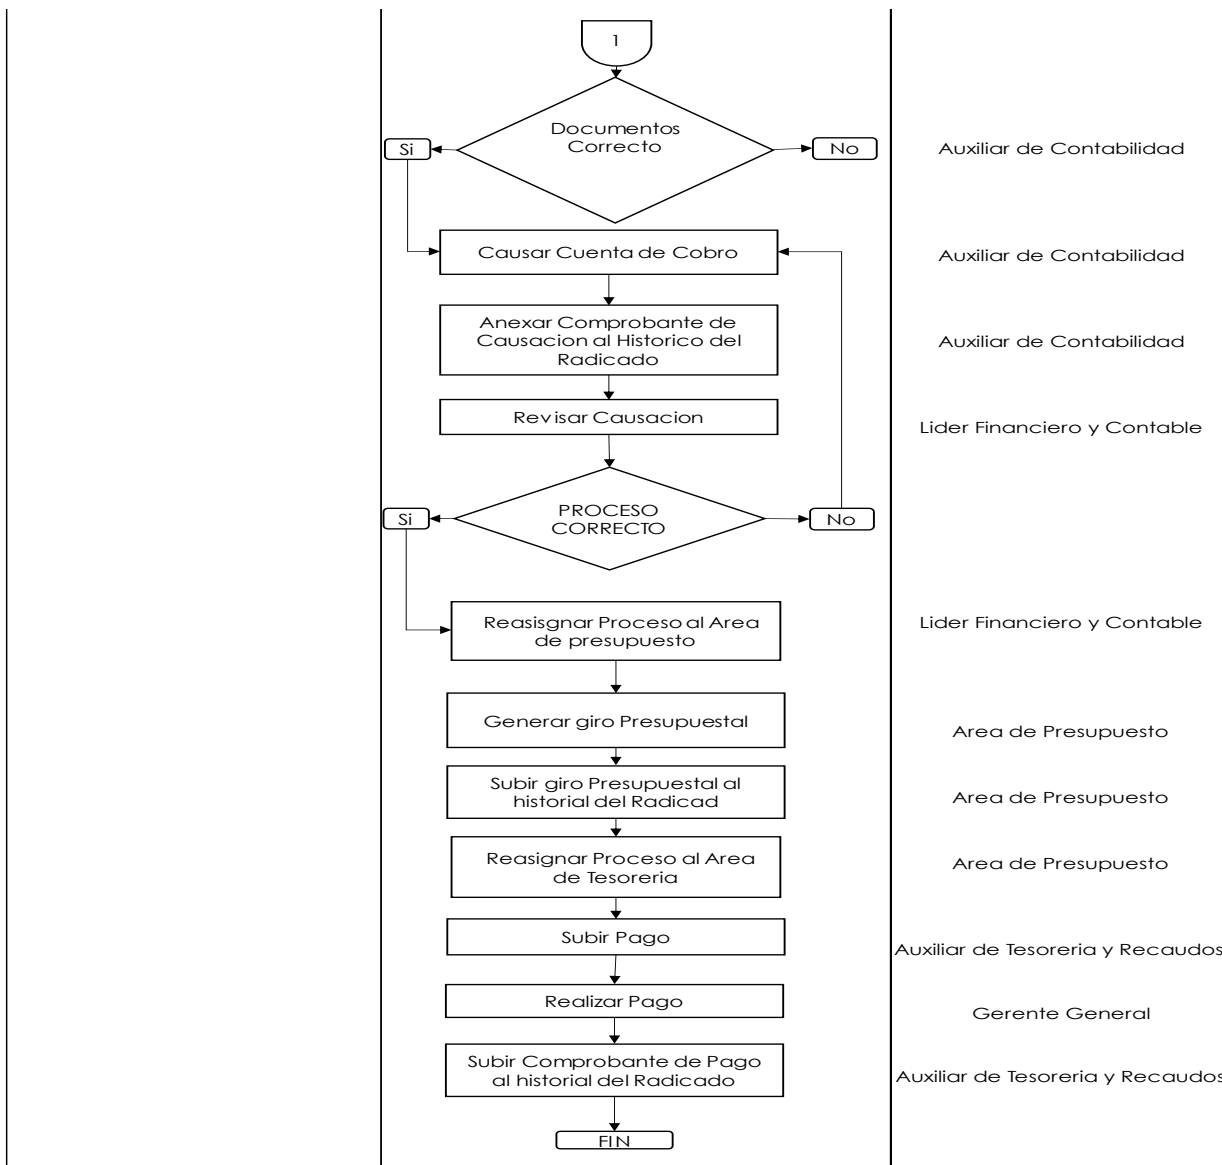 1
Documentos
Correcto
Si
No
Auxiliar de Contabilidad
Causar Cuenta de Cobro
Auxiliar de Contabilidad
Anexar Comprobante de
Causacion al Historico del
Radicado
Auxiliar de Contabilidad
Revisar Causacion
Lider Financiero y Contable
PROCESO
CORRECTO
Si
No
Reasisgnar Proceso al Area
de presupuesto
Lider Financiero y Contable
Generar giro Presupuestal
Area de Presupuesto
Subir giro Presupuestal al
historial del Radicad
Area de Presupuesto
Reasignar Proceso al Area
de Tesoreria
Area de Presupuesto
Subir Pago
Auxiliar de Tesoreria y Recaudos
Realizar Pago
Gerente General
Subir Comprobante de Pago
al historial del Radicado
Auxiliar de Tesoreria y Recaudos
FIN